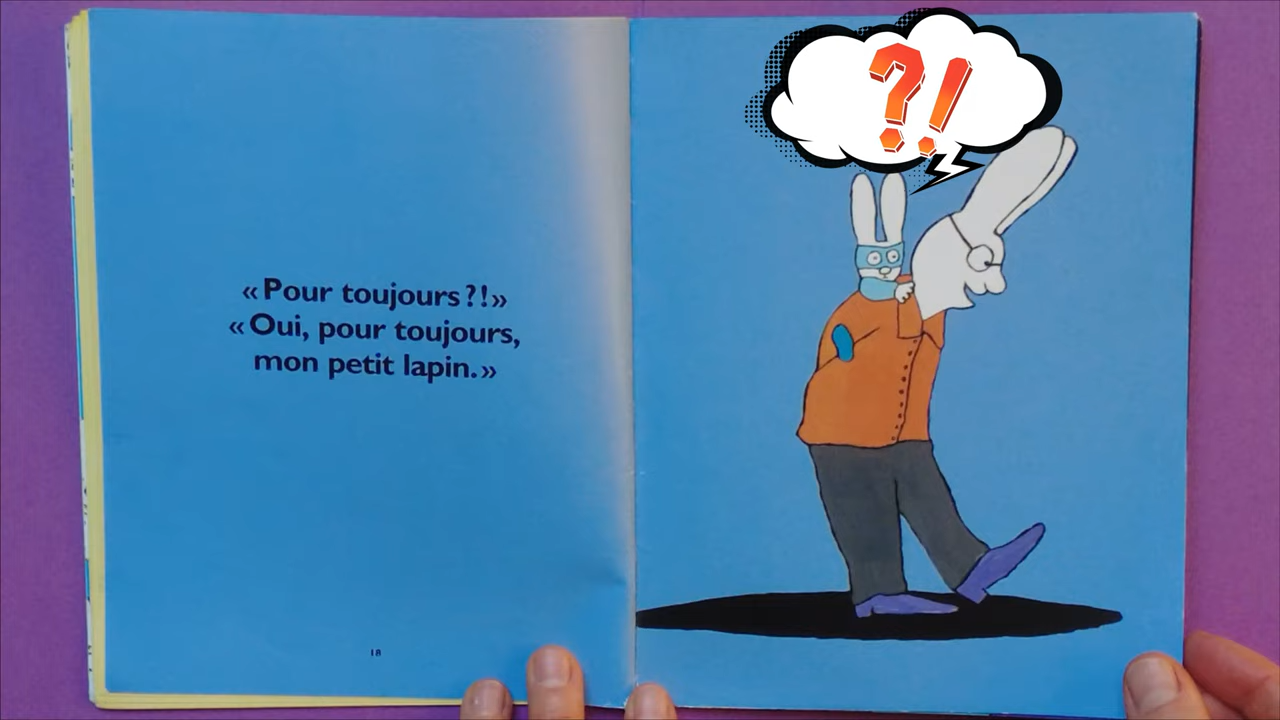 «Pour toujours?!»
«Oui, pour toujours,
mon petit lapin.»
18
?!